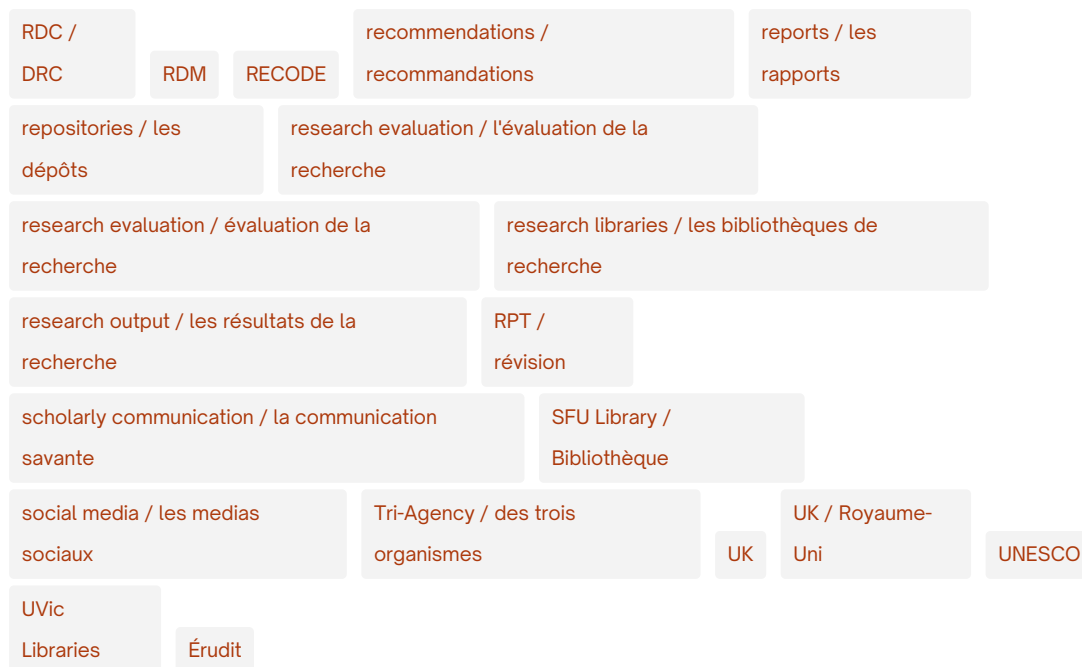 RDC /
DRC
RDM
RECODE
recommendations /
recommandations
reports / les
rapports
repositories / les
dépôts
research evaluation / l'évaluation de la
recherche
research evaluation / évaluation de la
recherche
research libraries / les bibliothèques de
recherche
research output / les résultats de la
recherche
RPT /
révision
scholarly communication / la communication
savante
SFU Library /
Bibliothèque
social media / les medias
sociaux
Tri-Agency / des trois
organismes
UK
UK / Royaume-
Uni
UNESCO
UVic
Libraries
Érudit